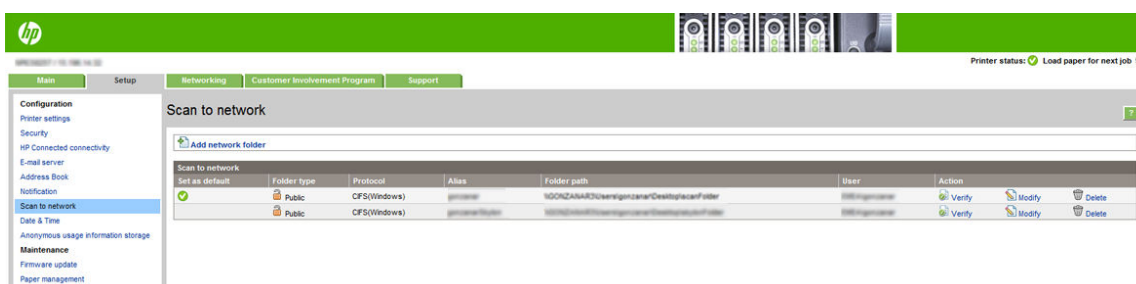 hp
Printer status: Load paper for next job
Main Setup Networking Customer Involvement Program Support
Configuration
Printer settings
Security
HP Connected connectivity
E-mail server
Address Book
Notification
Scan to network
Date & Time
Anonymous usage information storage
Maintenance
Firmware update
Paper management
Scan to network
?
Add network folder
Scan to network
Set as default Folder type Protocol Alias Folder path User Action
Public CIFS(Windows) Verify Modify Delete
Public CIFS(Windows) Verify Modify Delete